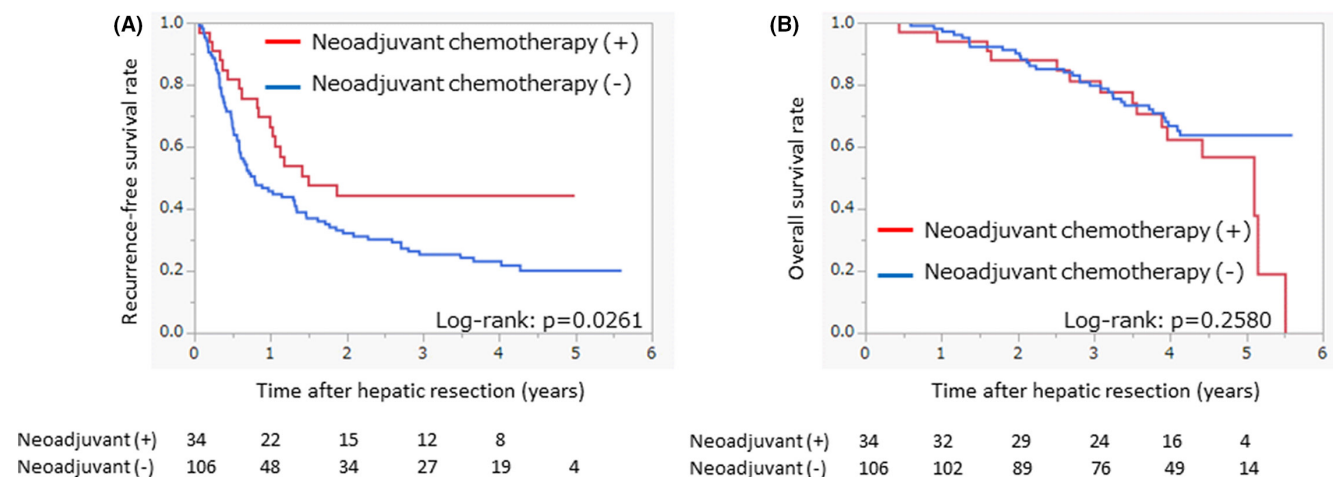 (A)
Recurrence-free survival rate
1.0
0.8
0.6
0.4
0.2
0.0
Neoadjuvant chemotherapy (+)
Neoadjuvant chemotherapy (-)
Log-rank: p=0.0261
0 1 2 3 4 5 6
Time after hepatic resection (years)
Neoadjuvant (+) 34 22 15 12 8
Neoadjuvant (-) 106 48 34 27 19 4
(B)
Overall survival rate
1.0
0.8
0.6
0.4
0.2
0.0
Neoadjuvant chemotherapy (+)
Neoadjuvant chemotherapy (-)
Log-rank: p=0.2580
0 1 2 3 4 5 6
Time after hepatic resection (years)
Neoadjuvant (+) 34 32 29 24 16 4
Neoadjuvant (-) 106 102 89 76 49 14